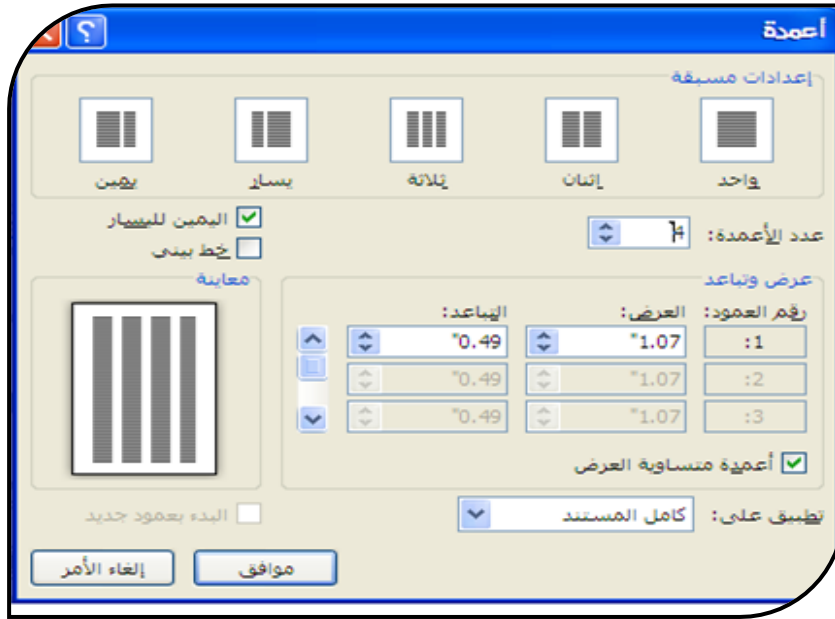 أعمدة
إعدادات مسبقة
واحد إثنان ثلاثة يسار يمين
عدد الأعمدة: 4 اليمين لليسار
خط بيني
عرض وتباعد معاينة
رقم العمود: العرض: التباعد:
1: 1.07" 0.49"
2: 1.07" 0.49"
3: 1.07" 0.49"
أعمدة متساوية العرض
تطبيق على: كامل المستند البدء بعمود جديد
موافق إلغاء الأمر